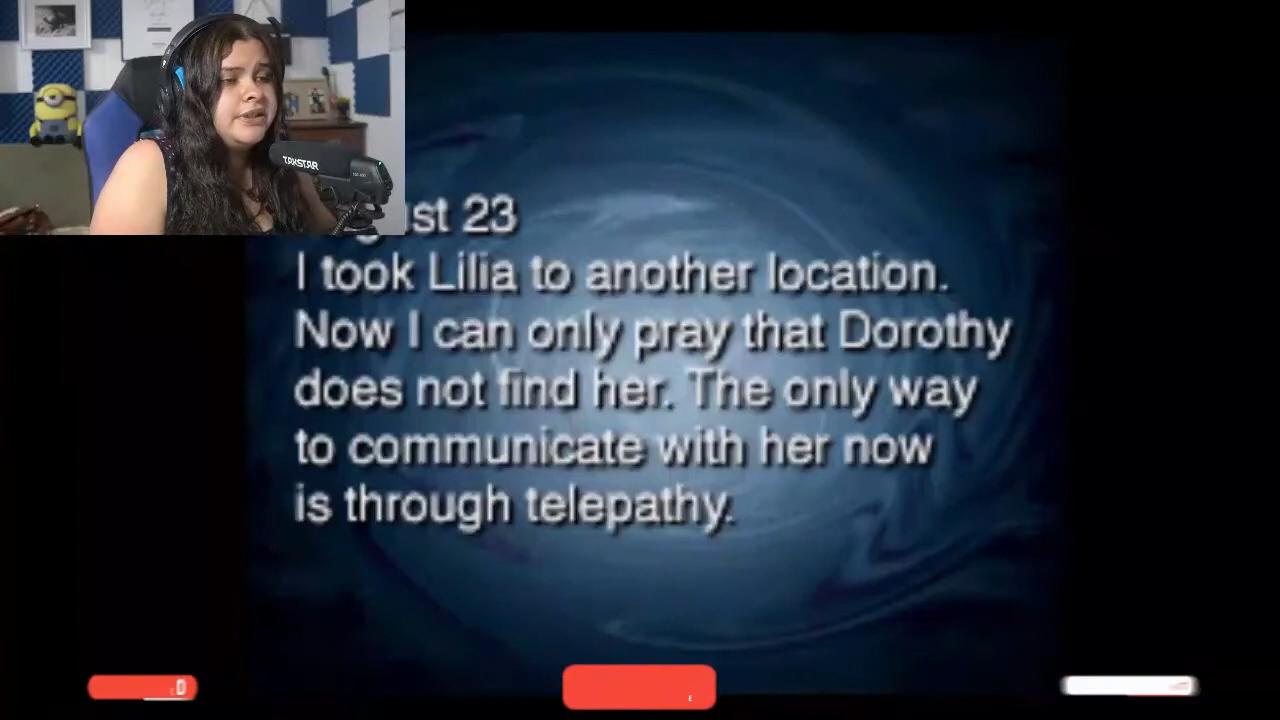 TAKSTAR
23
I took Lilia to another location.
Now I can only pray that Dorothy
does not find her. The only way
to communicate with her now
is through telepathy.